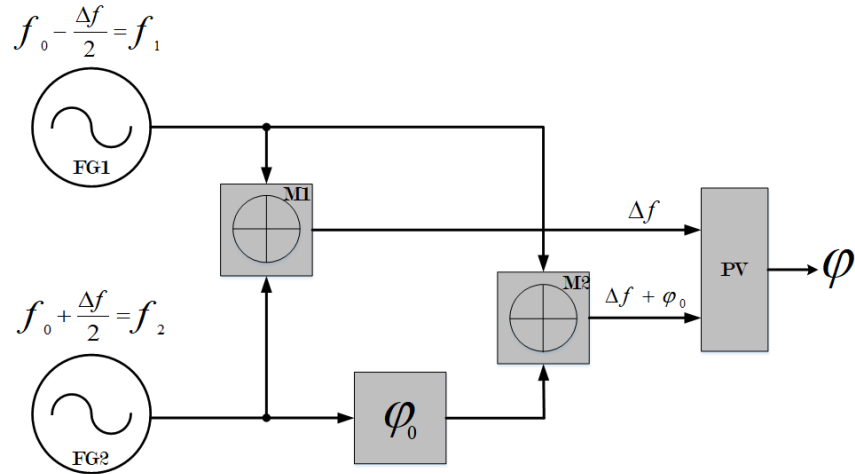 f₀ − Δf/2 = f₁
FG1
M1
Δf
PV
φ
M2
Δf + φ₀
f₀ + Δf/2 = f₂
φ₀
FG2